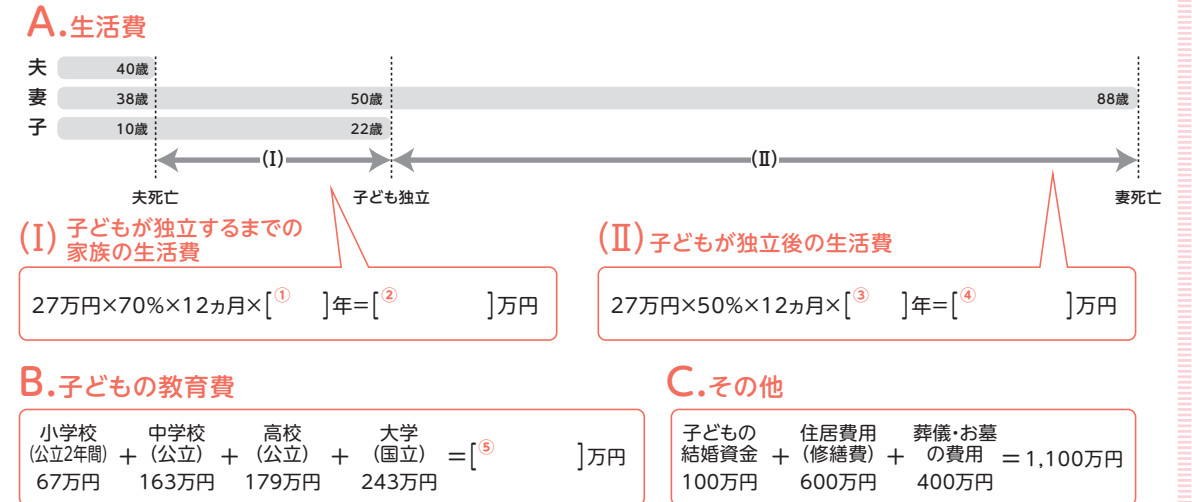 A.生活費
夫 40歳
妻 38歳 50歳 88歳
子 10歳 22歳
(Ⅰ) (Ⅱ)
夫死亡 子ども独立 妻死亡
(Ⅰ) 子どもが独立するまでの
家族の生活費
27万円×70%×12ヵ月×[① ]年=[② ]万円
(Ⅱ) 子どもが独立後の生活費
27万円×50%×12ヵ月×[③ ]年=[④ ]万円
B.子どもの教育費
小学校 中学校 高校 大学
(公立2年間) + (公立) + (公立) + (国立) =[⑤ ]万円
67万円 163万円 179万円 243万円
C.その他
子どもの 住居費用 葬儀・お墓
結婚資金 + (修繕費) + の費用 =1,100万円
100万円 600万円 400万円